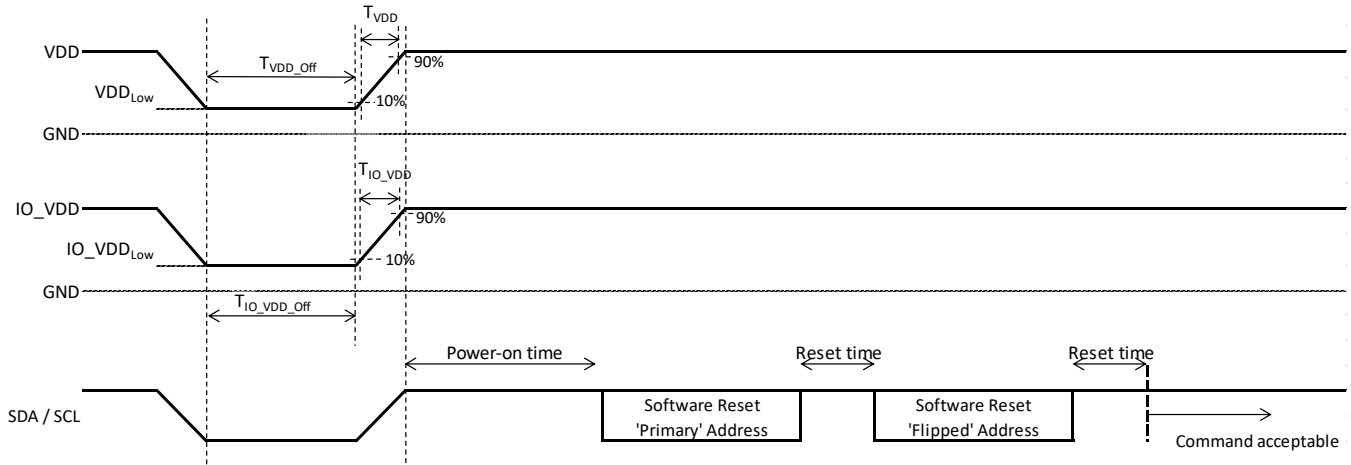 T_VDD
VDD
T_VDD_Off
90%
VDD_Low
10%
GND
T_IO_VDD
IO_VDD
90%
IO_VDD_Low
10%
GND
T_IO_VDD_Off
Power-on time
Reset time
Reset time
SDA / SCL
Software Reset
'Primary' Address
Software Reset
'Flipped' Address
Command acceptable